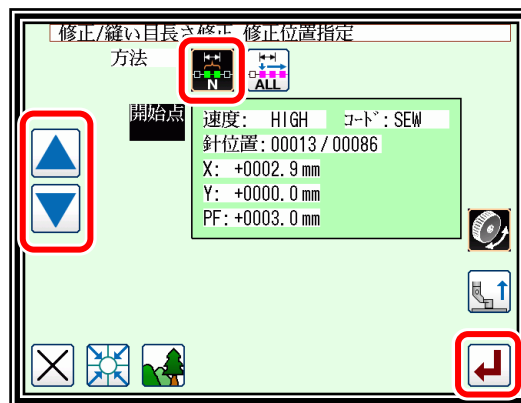 修正/縫い目長さ修正 修正位置指定
方法
N
ALL
開始点
速度: HIGH コード: SEW
針位置: 00013/00086
X: +0002.9mm
Y: +0000.0mm
PF: +0003.0mm